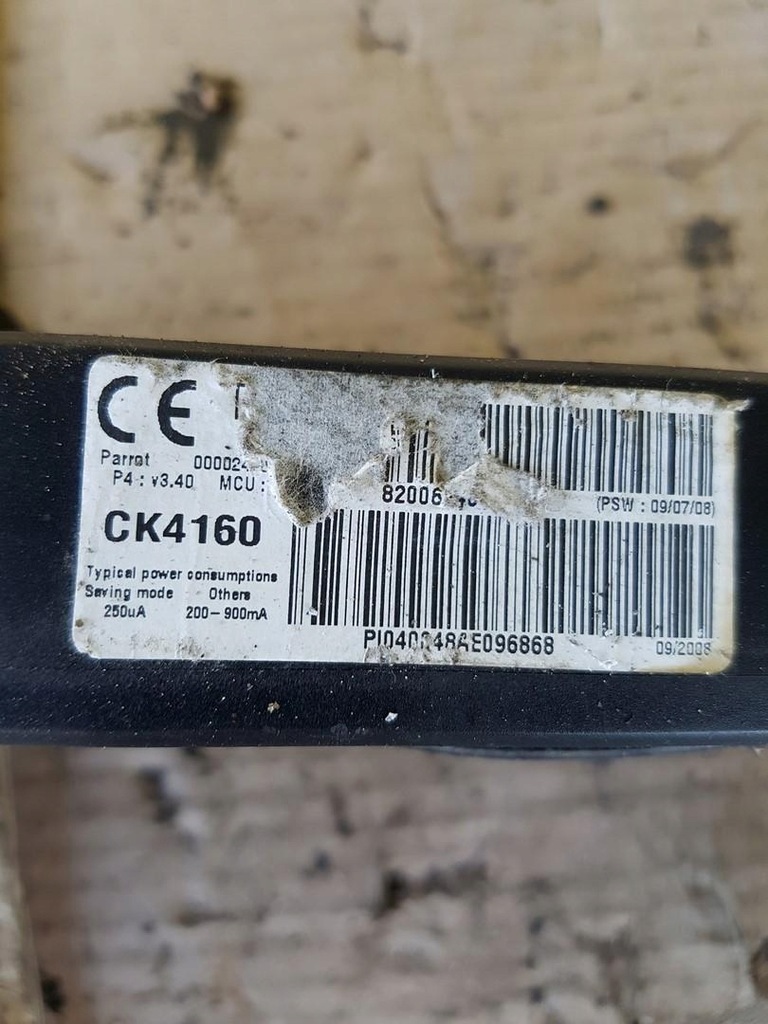 CE
Parrot
P4 : v3.40 MCU :
CK4160
(PSW : 09/07/08)
Typical power consumptions
Saving mode Others
250uA 200-900mA
09/2008